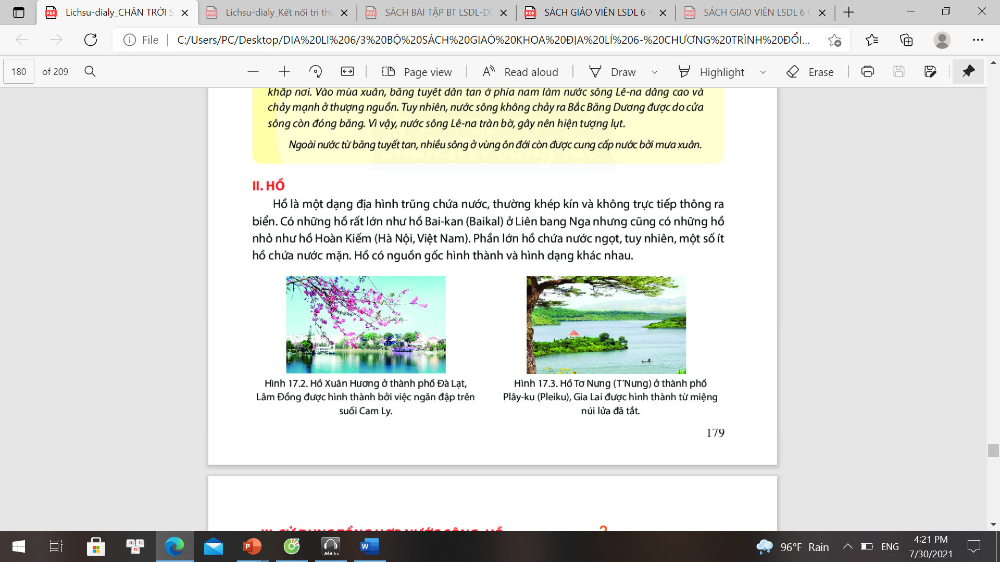 Lichsu-dialy_CHÂN TRỜI S
Lichsu-dialy_Kết nối tri thứ
SÁCH BÀI TẬP BT LSDL-DL
SÁCH GIÁO VIÊN LSDL 6 -
SÁCH GIÁO VIÊN LSDL 6 C
File
C:/Users/PC/Desktop/DIA%20LI%206/3%20BỘ%20SÁCH%20GIAÓ%20KHOA%20ĐỊA%20LÍ%206-%20CHƯƠNG%20TRÌNH%20ĐỔI...
180 of 209
Page view
Read aloud
Draw
Highlight
Erase
khắp nơi. Vào mùa xuân, băng tuyết dần tan ở phía nam làm nước sông Lê-na dâng cao và
chảy mạnh ở thượng nguồn. Tuy nhiên, nước sông không chảy ra Bắc Băng Dương được do cửa
sông còn đóng băng. Vì vậy, nước sông Lê-na tràn bờ, gây nên hiện tượng lụt.
Ngoài nước từ băng tuyết tan, nhiều sông ở vùng ôn đới còn được cung cấp nước bởi mưa xuân.
Chân trời sáng tạo
II. HỒ
Hồ là một dạng địa hình trũng chứa nước, thường khép kín và không trực tiếp thông ra
biển. Có những hồ rất lớn như hồ Bai-kan (Baikal) ở Liên bang Nga nhưng cũng có những hồ
nhỏ như hồ Hoàn Kiếm (Hà Nội, Việt Nam). Phần lớn hồ chứa nước ngọt, tuy nhiên, một số ít
hồ chứa nước mặn. Hồ có nguồn gốc hình thành và hình dạng khác nhau.
Hình 17.2. Hồ Xuân Hương ở thành phố Đà Lạt,
Lâm Đồng được hình thành bởi việc ngăn đập trên
suối Cam Ly.
Hình 17.3. Hồ Tơ Nưng (T’Nưng) ở thành phố
Plây-ku (Pleiku), Gia Lai được hình thành từ miệng
núi lửa đã tắt.
179
III. SỬ DỤNG TỔNG HỢP NƯỚC SÔNG, HỒ
?
96°F Rain
ENG
4:21 PM
7/30/2021